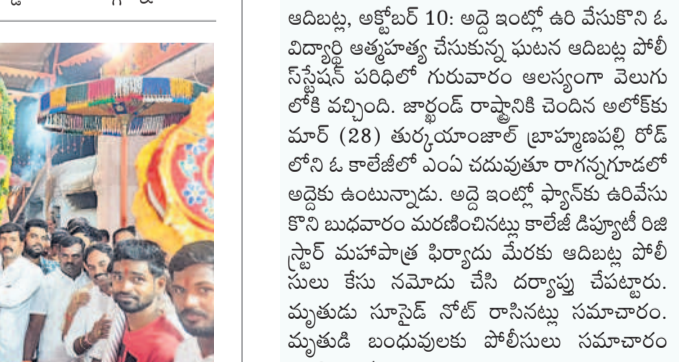 ఆదిబట్ల, అక్టోబర్ 10: అద్దె ఇంట్లో ఉరి వేసుకొని ఓ
విద్యార్థి ఆత్మహత్య చేసుకున్న ఘటన ఆదిబట్ల పోలీ
స్‌స్టేషన్ పరిధిలో గురువారం ఆలస్యంగా వెలుగు
లోకి వచ్చింది. జార్ఖండ్ రాష్ట్రానికి చెందిన అలోక్‌కు
మార్ (28) తుర్కయాంజాల్ బ్రాహ్మణపల్లి రోడ్
లోని ఓ కాలేజీలో ఎంఏ చదువుతూ రాగన్నగూడలో
అద్దెకు ఉంటున్నాడు. అద్దె ఇంట్లో ఫ్యాన్‌కు ఉరివేసు
కొని బుధవారం మరణించినట్లు కాలేజీ డిప్యూటీ రిజి
స్ట్రార్ మహాపాత్ర ఫిర్యాదు మేరకు ఆదిబట్ల పోలీ
సులు కేసు నమోదు చేసి దర్యాప్తు చేపట్టారు.
మృతుడు సూసైడ్ నోట్ రాసినట్లు సమాచారం.
మృతుడి బంధువులకు పోలీసులు సమాచారం